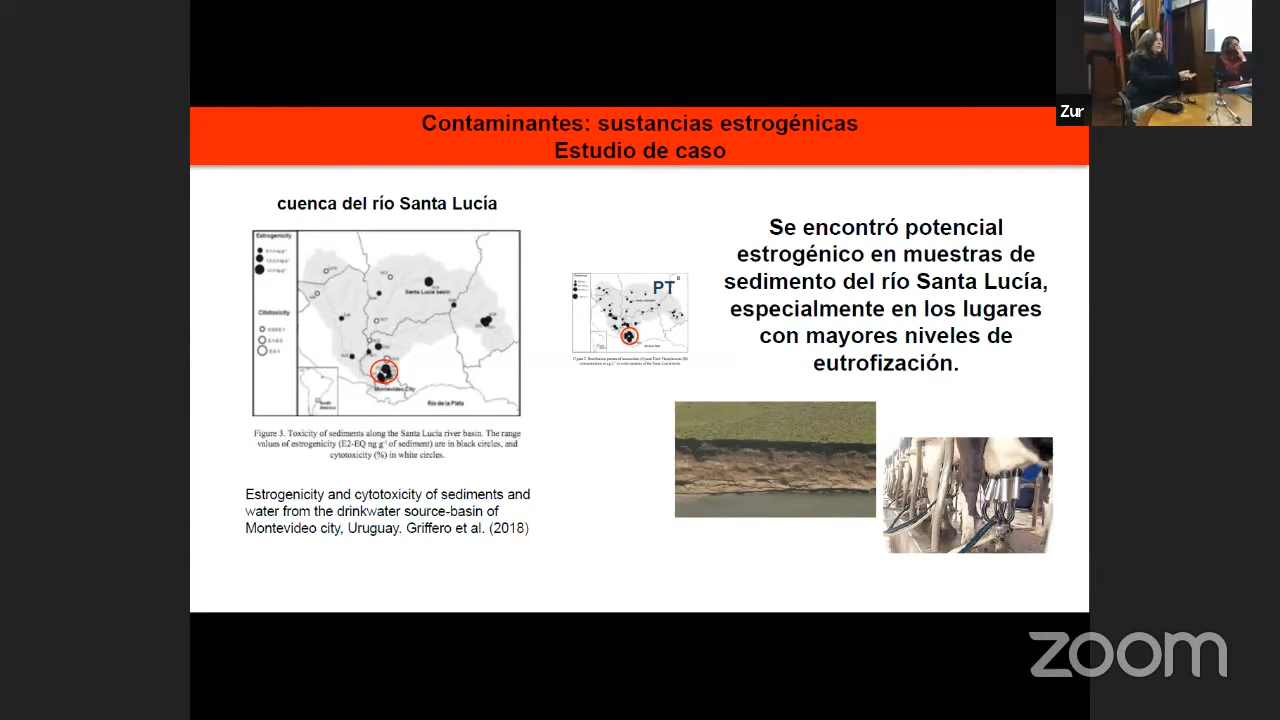 Zur
Contaminantes: sustancias estrogénicas
Estudio de caso
cuenca del río Santa Lucía
Estrogenicity
Citotoxicity
Santa Lucía basin
Montevideo City
Río de la Plata
South
America
Figure 3. Toxicity of sediments along the Santa Lucía river basin. The range
values of estrogenicity (E2-EQ ng g⁻¹ of sediment) are in black circles, and
cytotoxicity (%) in white circles.
Estrogenicity and cytotoxicity of sediments and
water from the drinkwater source-basin of
Montevideo city, Uruguay. Griffero et al. (2018)
PT
Se encontró potencial
estrogénico en muestras de
sedimento del río Santa Lucía,
especialmente en los lugares
con mayores niveles de
eutrofización.
zoom